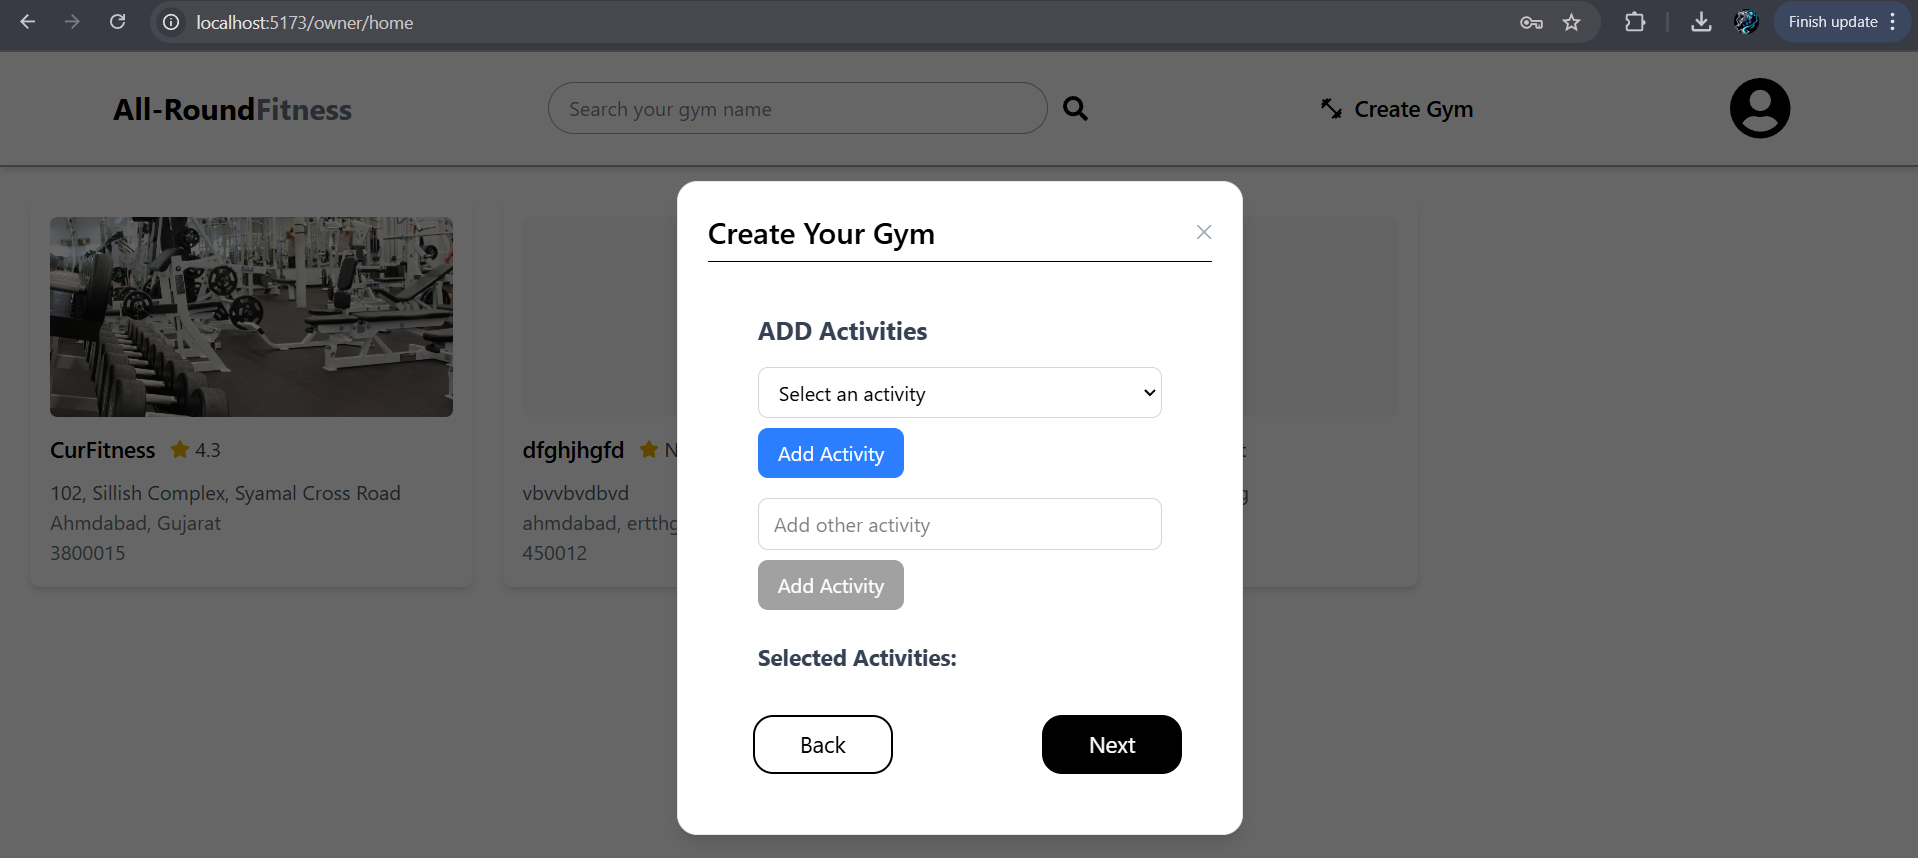 localhost:5173/owner/home
Finish update
All-RoundFitness
Search your gym name
Create Gym
Create Your Gym
ADD Activities
Select an activity
Add Activity
Add other activity
Add Activity
Selected Activities:
Back
Next
CurFitness 4.3
102, Sillish Complex, Syamal Cross Road
Ahmdabad, Gujarat
3800015
dfghjhgfd N
vbvvbvdbvd
ahmdabad, ertthg
450012